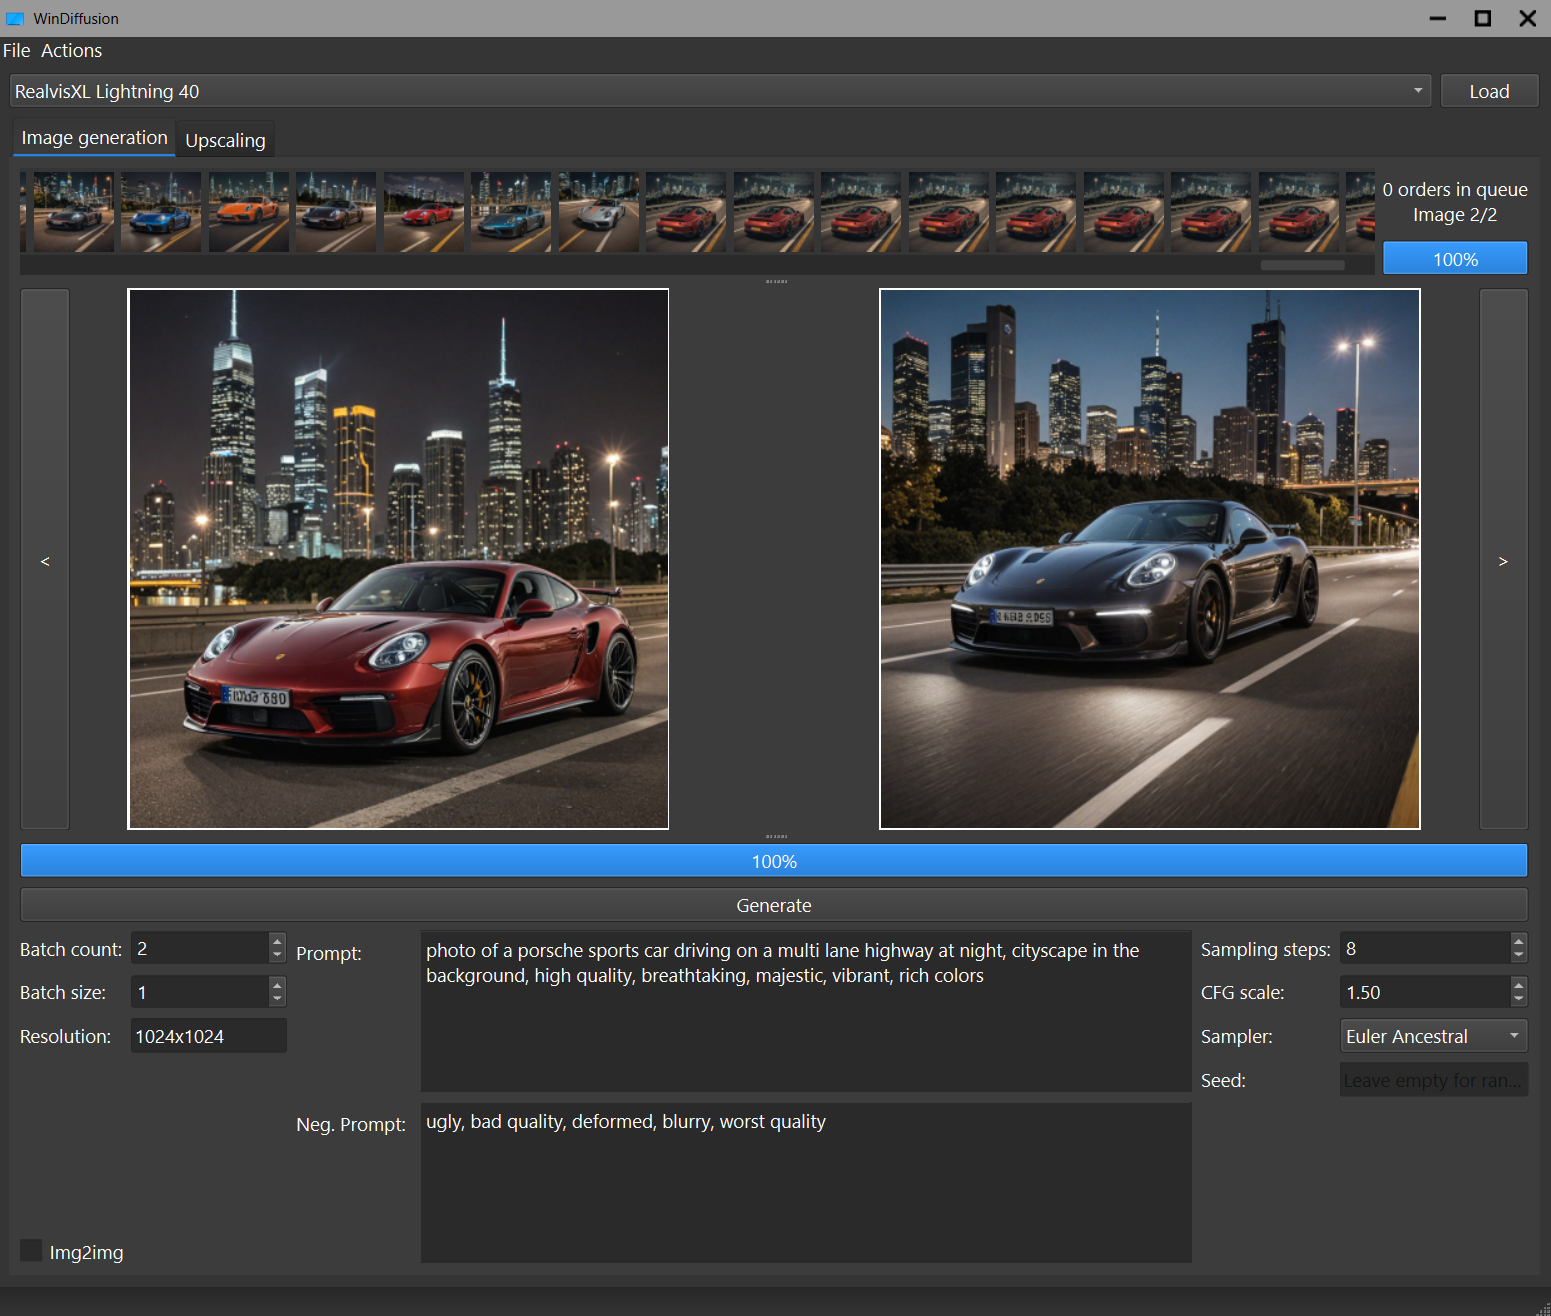 WinDiffusion
File Actions
RealvisXL Lightning 40
Load
Image generation
Upscaling
0 orders in queue
Image 2/2
100%
<
>
100%
Generate
Batch count: 2
Batch size: 1
Resolution: 1024x1024
Prompt:
photo of a porsche sports car driving on a multi lane highway at night, cityscape in the
background, high quality, breathtaking, majestic, vibrant, rich colors
Sampling steps: 8
CFG scale: 1.50
Sampler: Euler Ancestral
Seed: Leave empty for ran...
Neg. Prompt: ugly, bad quality, deformed, blurry, worst quality
Img2img